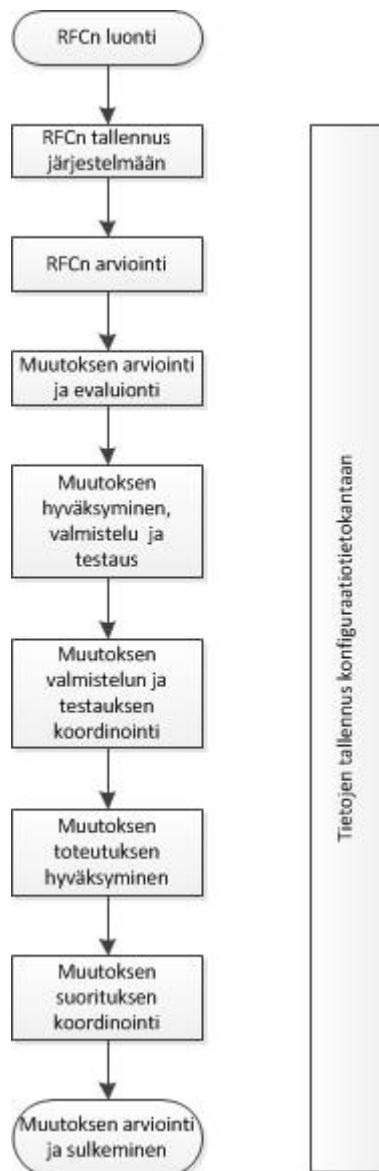 RFCn luonti
RFCn tallennus
järjestelmään
RFCn arviointi
Muutoksen arviointi
ja evaluionti
Muutoksen
hyväksyminen,
valmistelu ja
testaus
Muutoksen
valmistelun ja
testauksen
koordinointi
Muutoksen
toteutuksen
hyväksyminen
Muutoksen
suorituksen
koordinointi
Muutoksen arviointi
ja sulkeminen
Tietojen tallennus konfiguraatiotietokantaan